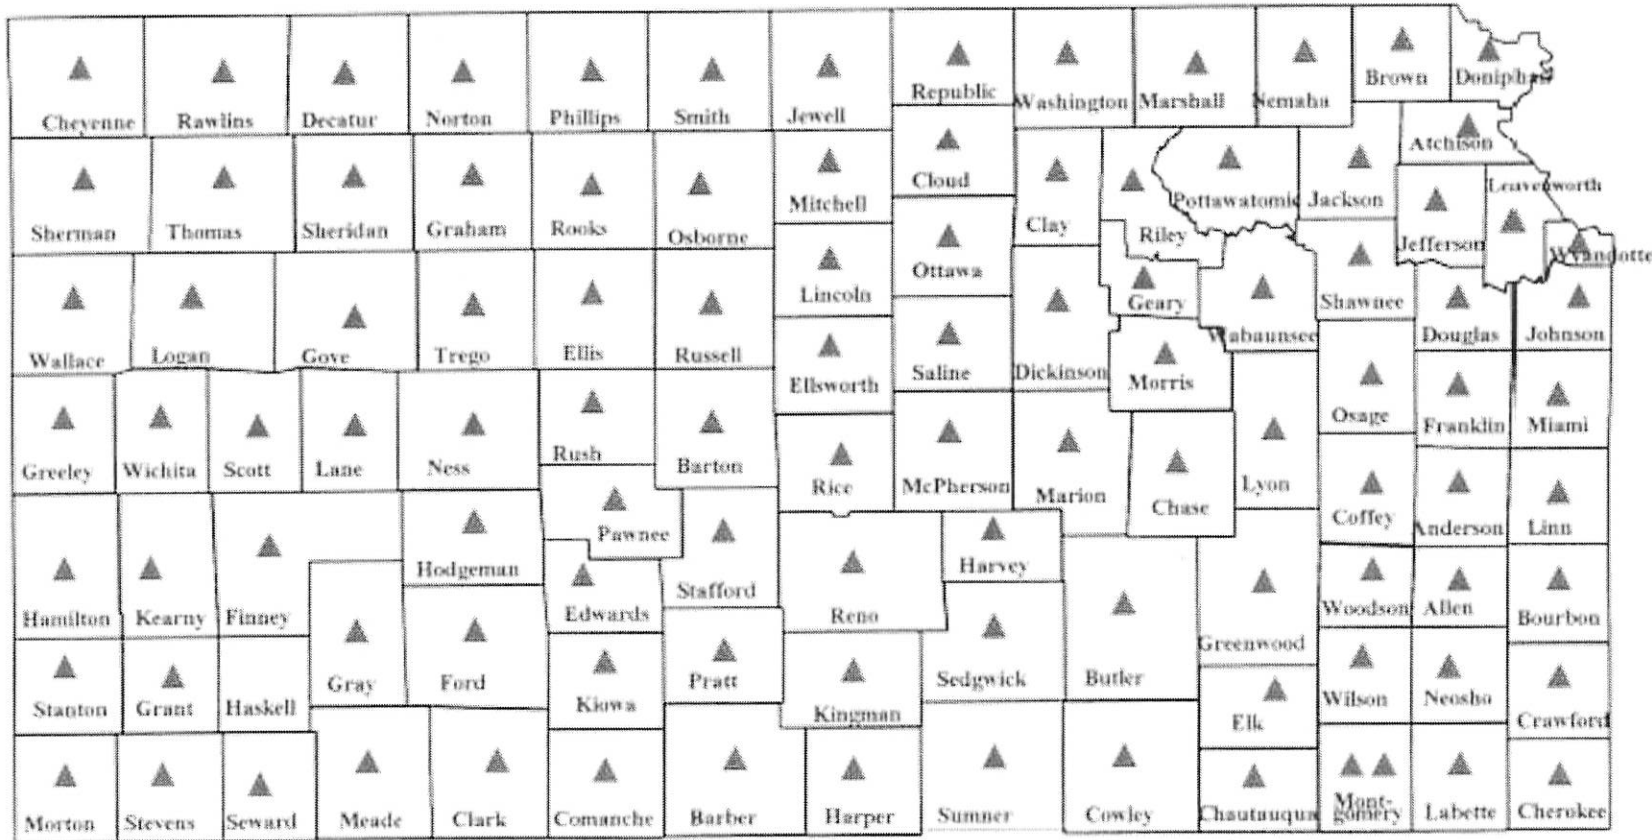 Cheyenne
Rawlins
Decatur
Norton
Phillips
Smith
Jewell
Republic
Washington
Marshall
Nemaha
Brown
Doniphan
Sherman
Thomas
Sheridan
Graham
Rooks
Osborne
Mitchell
Cloud
Clay
Riley
Pottawatomie
Jackson
Atchison
Jefferson
Leavenworth
Wyandotte
Wallace
Logan
Gove
Trego
Ellis
Russell
Lincoln
Ottawa
Ellsworth
Saline
Dickinson
Geary
Morris
Wabaunsee
Shawnee
Douglas
Johnson
Greeley
Wichita
Scott
Lane
Ness
Rush
Barton
Rice
McPherson
Marion
Chase
Lyon
Osage
Franklin
Miami
Coffey
Anderson
Linn
Hamilton
Kearny
Finney
Hodgeman
Pawnee
Edwards
Stafford
Reno
Harvey
Butler
Greenwood
Woodson
Allen
Bourbon
Stanton
Grant
Haskell
Gray
Ford
Kiowa
Pratt
Kingman
Sedgwick
Elk
Wilson
Neosho
Crawford
Morton
Stevens
Seward
Meade
Clark
Comanche
Barber
Harper
Sumner
Cowley
Chautauqua
Mont-
gomery
Labette
Cherokee